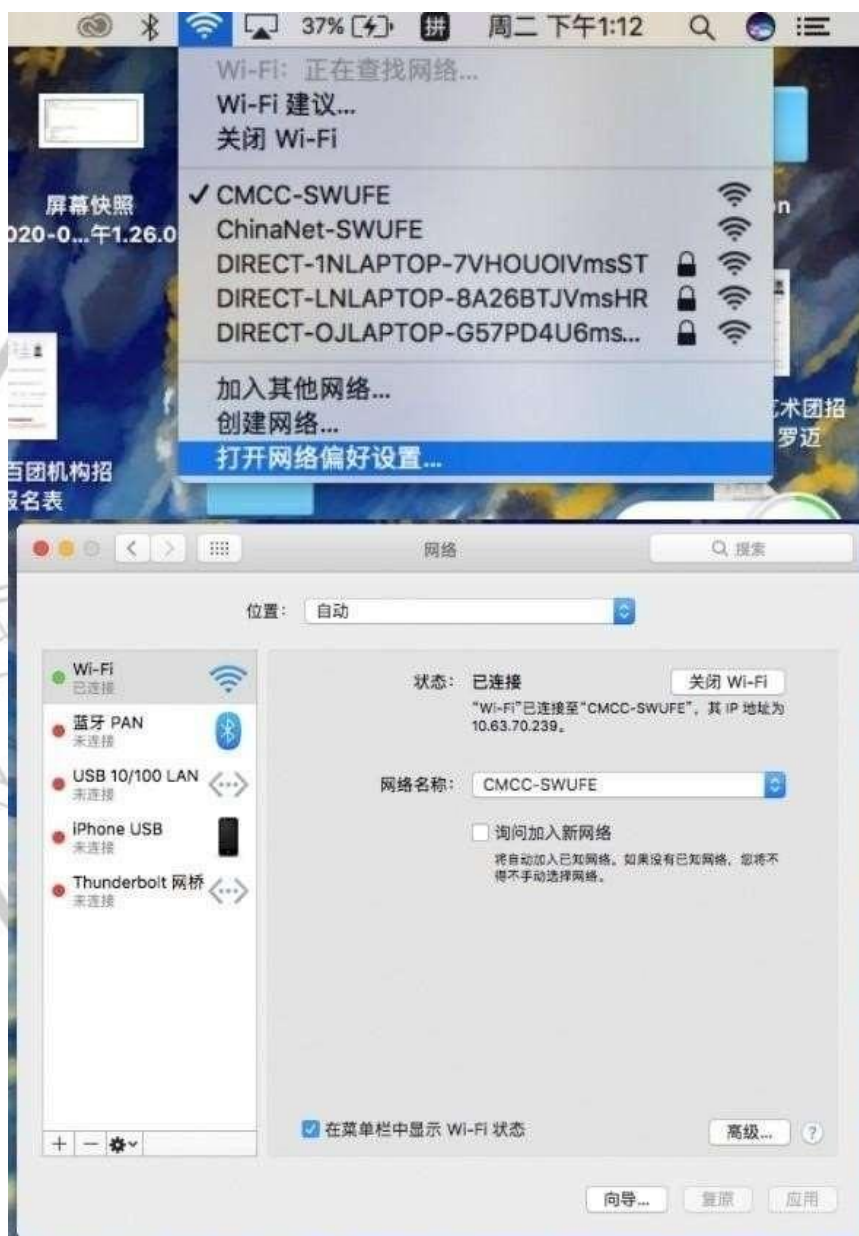 37%
拼
周二 下午1:12
Wi-Fi：正在查找网络...
Wi-Fi 建议...
关闭 Wi-Fi
屏幕快照
020-0...午1.26.0
✓ CMCC-SWUFE
ChinaNet-SWUFE
DIRECT-1NLAPTOP-7VHOUOIVmsST
DIRECT-LNLAPTOP-8A26BTJVmsHR
DIRECT-OJLAPTOP-G57PD4U6ms...
加入其他网络...
创建网络...
打开网络偏好设置...
百团机构招
报名表
艺术团招
罗迈
网络
搜索
位置：
自动
Wi-Fi
已连接
蓝牙 PAN
未连接
USB 10/100 LAN
未连接
iPhone USB
未连接
Thunderbolt 网桥
未连接
状态： 已连接
关闭 Wi-Fi
"Wi-Fi"已连接至"CMCC-SWUFE"，其 IP 地址为
10.63.70.239。
网络名称： CMCC-SWUFE
询问加入新网络
将自动加入已知网络。如果没有已知网络，您将不
得不手动选择网络。
在菜单栏中显示 Wi-Fi 状态
高级...
?
向导...
复原
应用